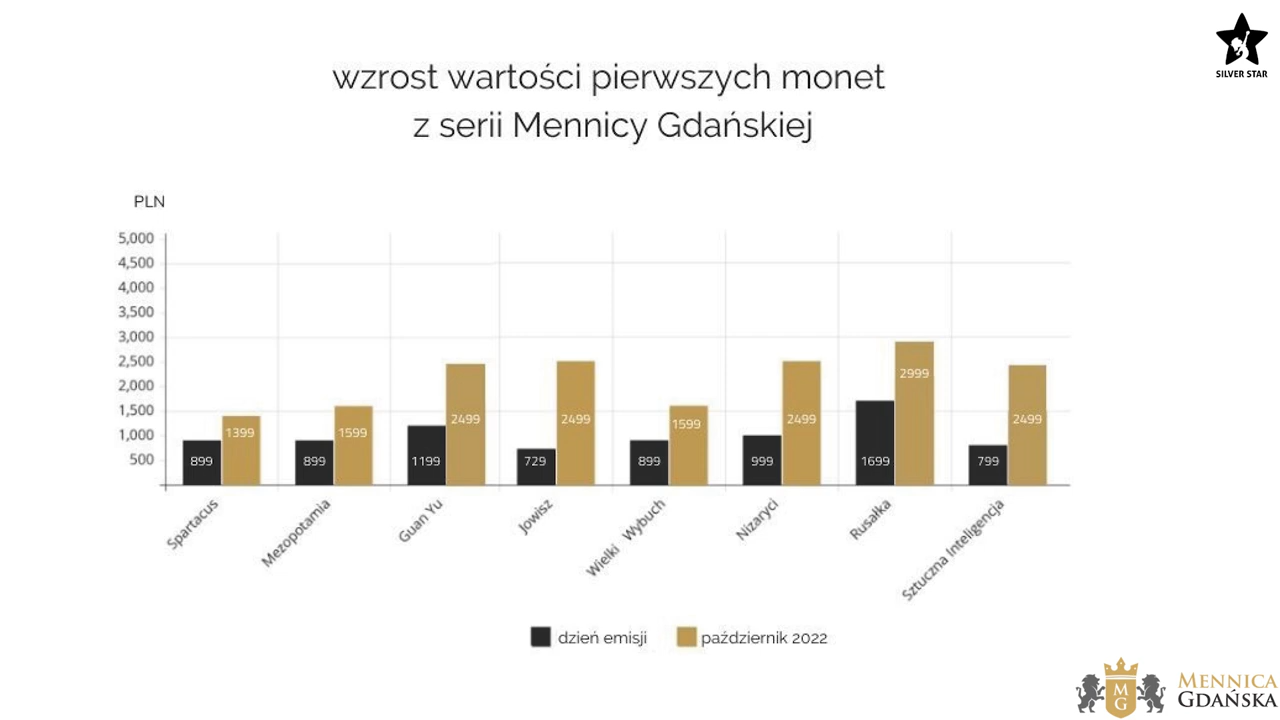 SILVER STAR
wzrost wartości pierwszych monet
z serii Mennicy Gdańskiej
PLN
5,000
4,500
4,000
3,500
3,000
2,500
2,000
1,500
1,000
500
899
1399
899
1599
1199
2499
729
2499
899
1599
999
2499
1699
2999
799
2499
Spartacus
Mezopotamia
Guan Yu
Jowisz
Wielki Wybuch
Nizaryci
Rusałka
Sztuczna Inteligencja
dzień emisji
październik 2022
M
G
MENNICA
GDAŃSKA